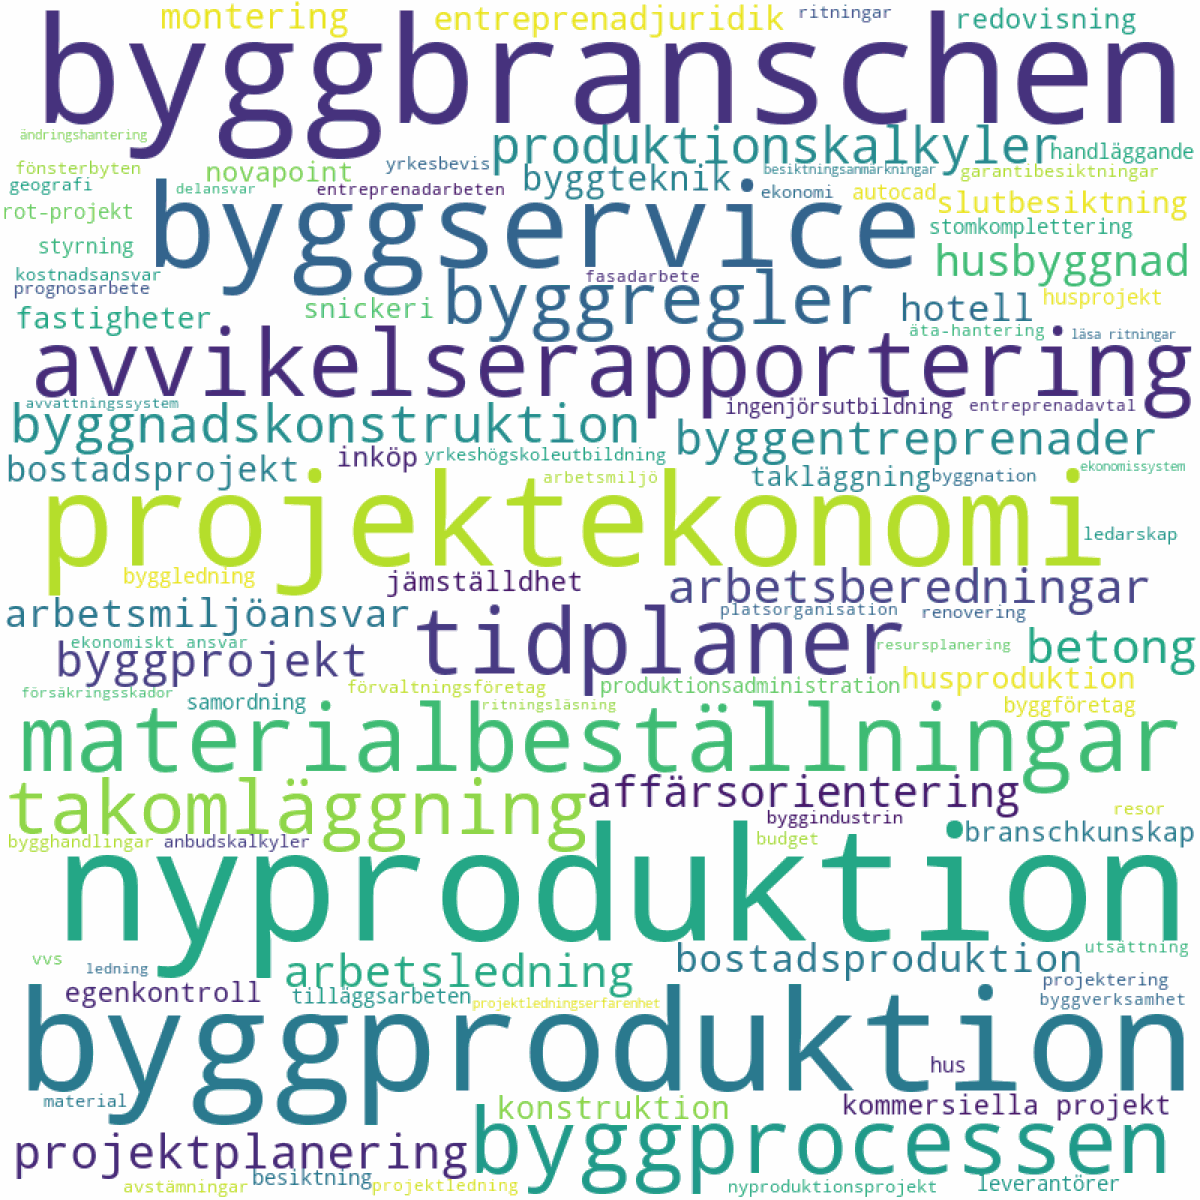 montering entreprenadjuridik ritningar redovisning
byggbranschen
ändringshantering produktionskalkyler handläggande
fönsterbyten novapoint yrkesbevis byggteknik besiktningsanmärkningar garantibesiktningar
geografi delansvar entreprenadarbeten ekonomi autocad slutbesiktning
rot-projekt byggservice stomkomplettering
styrning husbyggnad
kostnadsansvar fasadarbete
prognosarbete snickeri byggregler hotell husprojekt
fastigheter äta-hantering läsa ritningar
avvikelserapportering
avvattningssystem ingenjörsutbildning entreprenadavtal
byggnadskonstruktion byggentreprenader
bostadsprojekt inköp yrkeshögskoleutbildning takläggning byggnation ekonomissystem
arbetsmiljö
projektekonomi ledarskap
byggledning jämställdhet arbetsberedningar
arbetsmiljöansvar tidplaner platsorganisation renovering
ekonomiskt ansvar resursplanering betong
byggprojekt husproduktion
försäkringsskador samordning förvaltningsföretag produktionsadministration
ritningsläsning byggföretag
materialbeställningar
takomläggning affärsorientering resor
byggindustrin branschkunskap
bygghandlingar anbudskalkyler budget
nyproduktion
vvs ledning arbetsledning bostadsproduktion utsättning
egenkontroll tilläggsarbeten projektledningserfarenhet projektering
byggverksamhet
byggproduktion
hus
material konstruktion kommersiella projekt
projektplanering byggprocessen
avstämningar besiktning projektledning nyproduktionsprojekt leverantörer